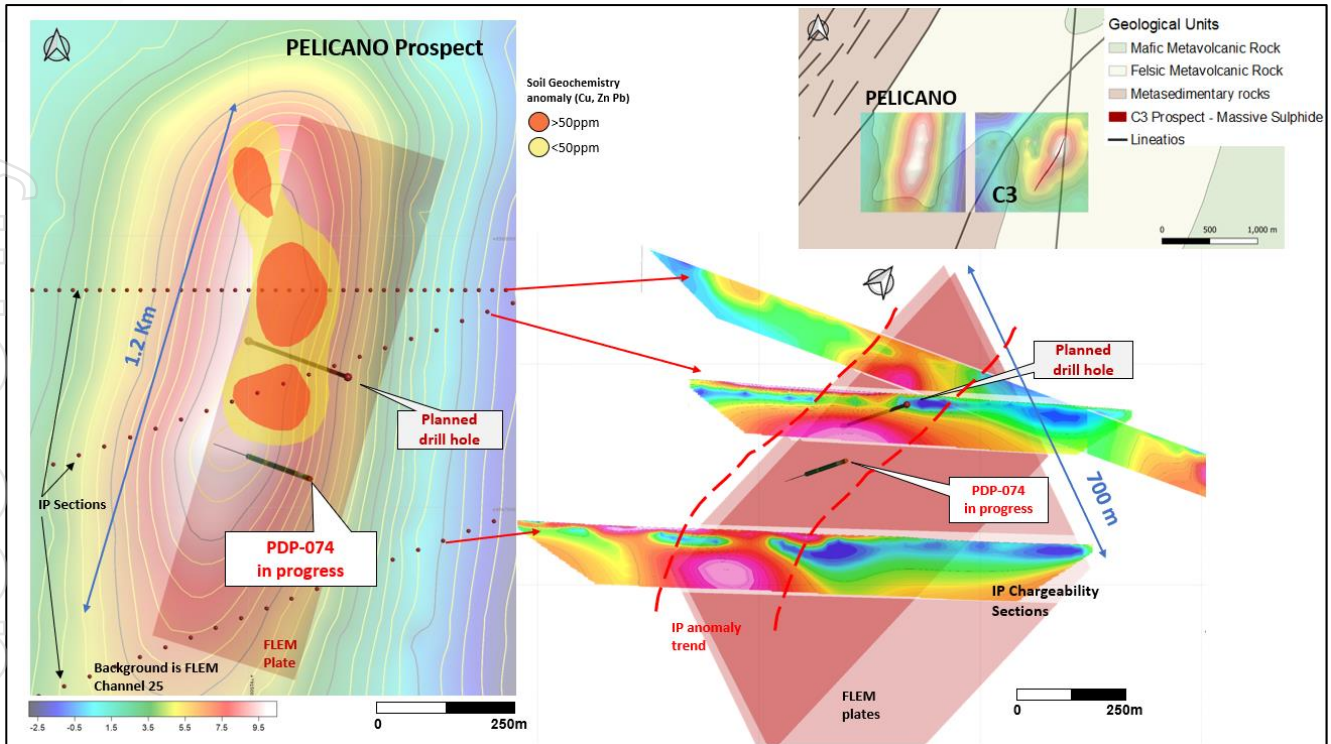 PELICANO Prospect
Soil Geochemistry
anomaly (Cu, Zn Pb)
>50ppm
<50ppm
1.2 Km
Planned
drill hole
IP Sections
PDP-074
in progress
FLEM
Plate
Background is FLEM
Channel 25
-2.5 -0.5 1.5 3.5 5.5 7.5 9.5
0 250m
Geological Units
Mafic Metavolcanic Rock
Felsic Metavolcanic Rock
Metasedimentary rocks
C3 Prospect - Massive Sulphide
Lineatios
PELICANO
C3
0 500 1,000 m
Planned
drill hole
700 m
PDP-074
in progress
IP Chargeability
Sections
IP anomaly
trend
FLEM
plates
0 250m